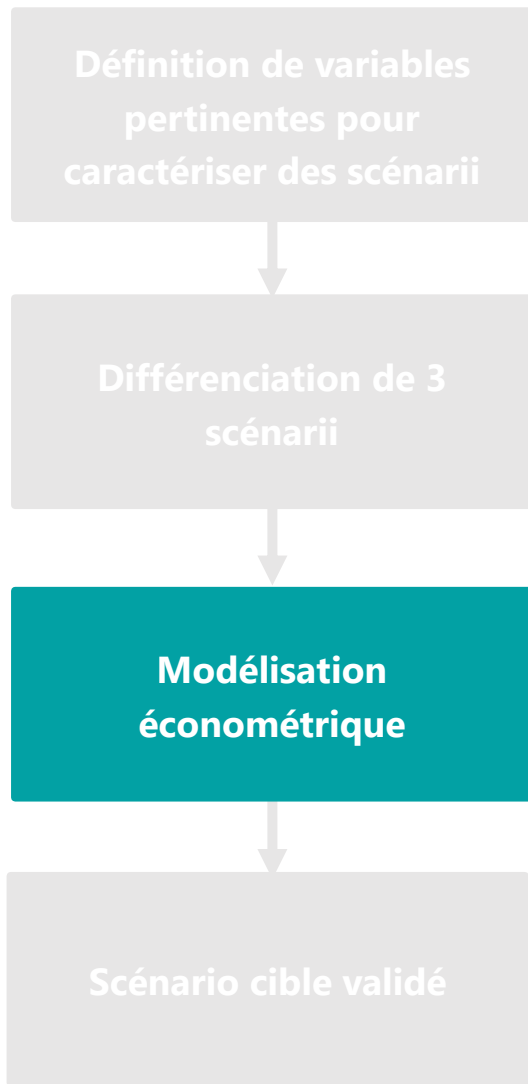 Définition de variables
pertinentes pour
caractériser des scénarii
Différenciation de 3
scénarii
Modélisation
économétrique
Scénario cible validé